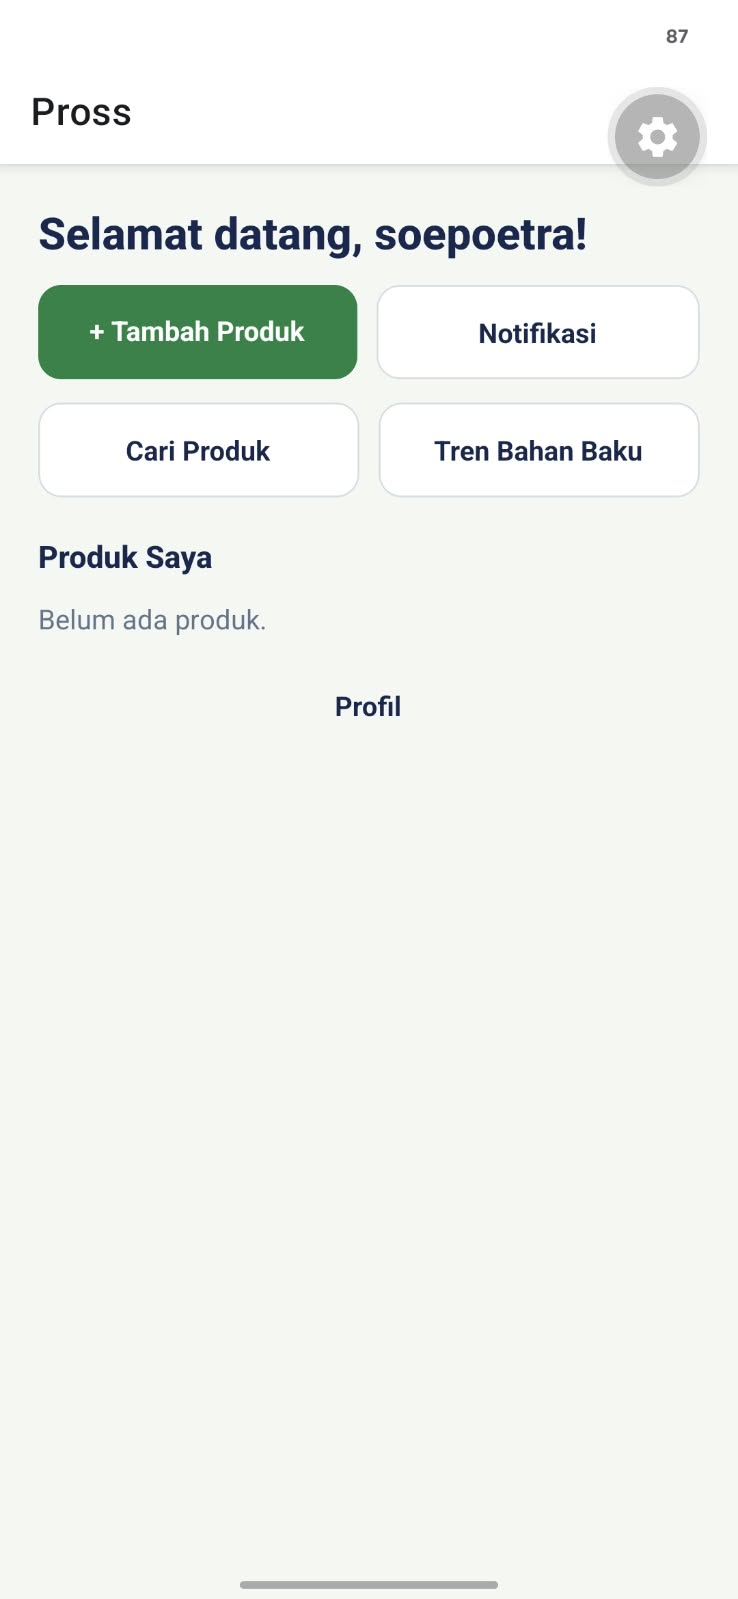 87
Pross
Selamat datang, soepoetra!
+ Tambah Produk
Notifikasi
Cari Produk
Tren Bahan Baku
Produk Saya
Belum ada produk.
Profil